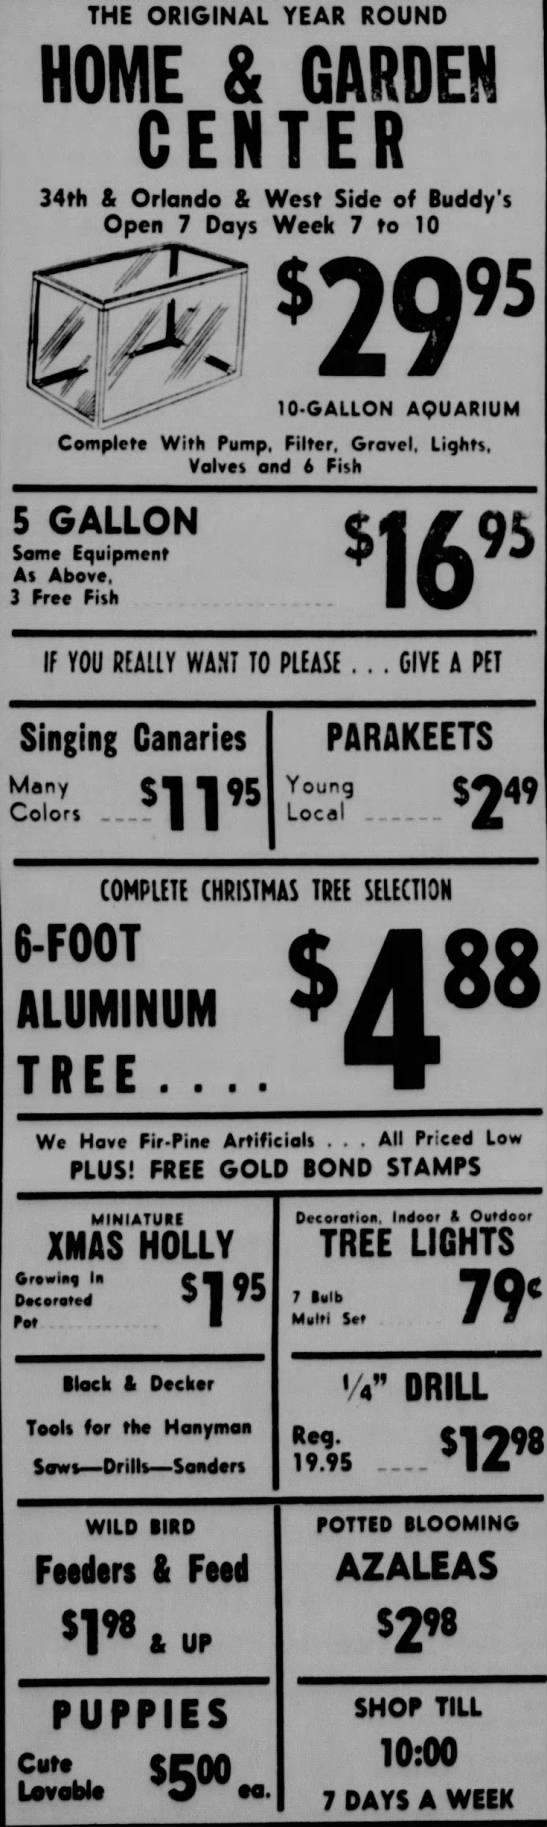 THE ORIGINAL YEAR ROUND
HOME & GARDEN
CENTER
34th & Orlando & West Side of Buddy's
Open 7 Days Week 7 to 10
$29 95
10-GALLON AQUARIUM
Complete With Pump, Filter, Gravel, Lights,
Valves and 6 Fish
5 GALLON
Same Equipment
As Above,
3 Free Fish
$16 95
IF YOU REALLY WANT TO PLEASE . . . GIVE A PET
Singing Canaries
Many
Colors ---- $11 95
PARAKEETS
Young
Local ------ $2 49
COMPLETE CHRISTMAS TREE SELECTION
6-FOOT
ALUMINUM
TREE . . . .
$4 88
We Have Fir-Pine Artificials . . . All Priced Low
PLUS! FREE GOLD BOND STAMPS
MINIATURE
XMAS HOLLY
Growing In
Decorated
Pot
$1 95
Decoration, Indoor & Outdoor
TREE LIGHTS
7 Bulb
Multi Set
79¢
Black & Decker
Tools for the Hanyman
Saws—Drills—Sanders
1/4" DRILL
Reg.
19.95 ---- $12 98
WILD BIRD
Feeders & Feed
$1 98 & UP
POTTED BLOOMING
AZALEAS
$2 98
PUPPIES
Cute
Lovable
$5 00 ea.
SHOP TILL
10:00
7 DAYS A WEEK